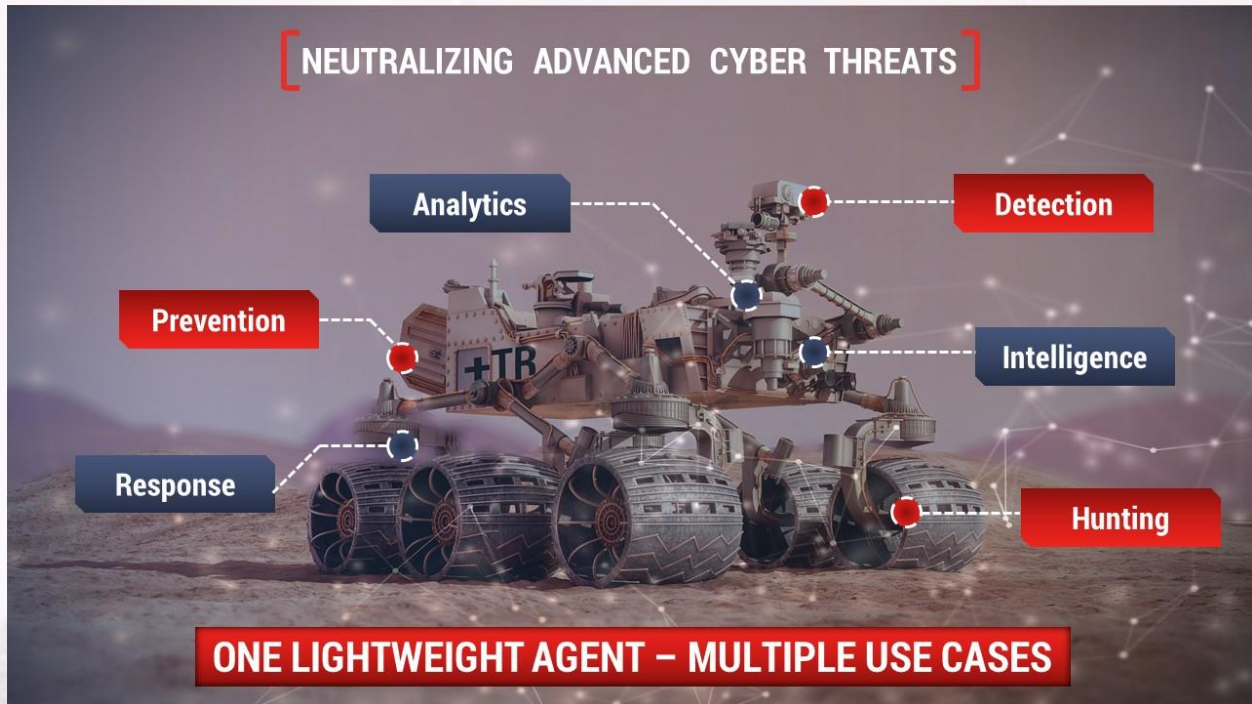 NEUTRALIZING ADVANCED CYBER THREATS
Analytics
Detection
Prevention
+TR
Intelligence
Response
Hunting
ONE LIGHTWEIGHT AGENT – MULTIPLE USE CASES